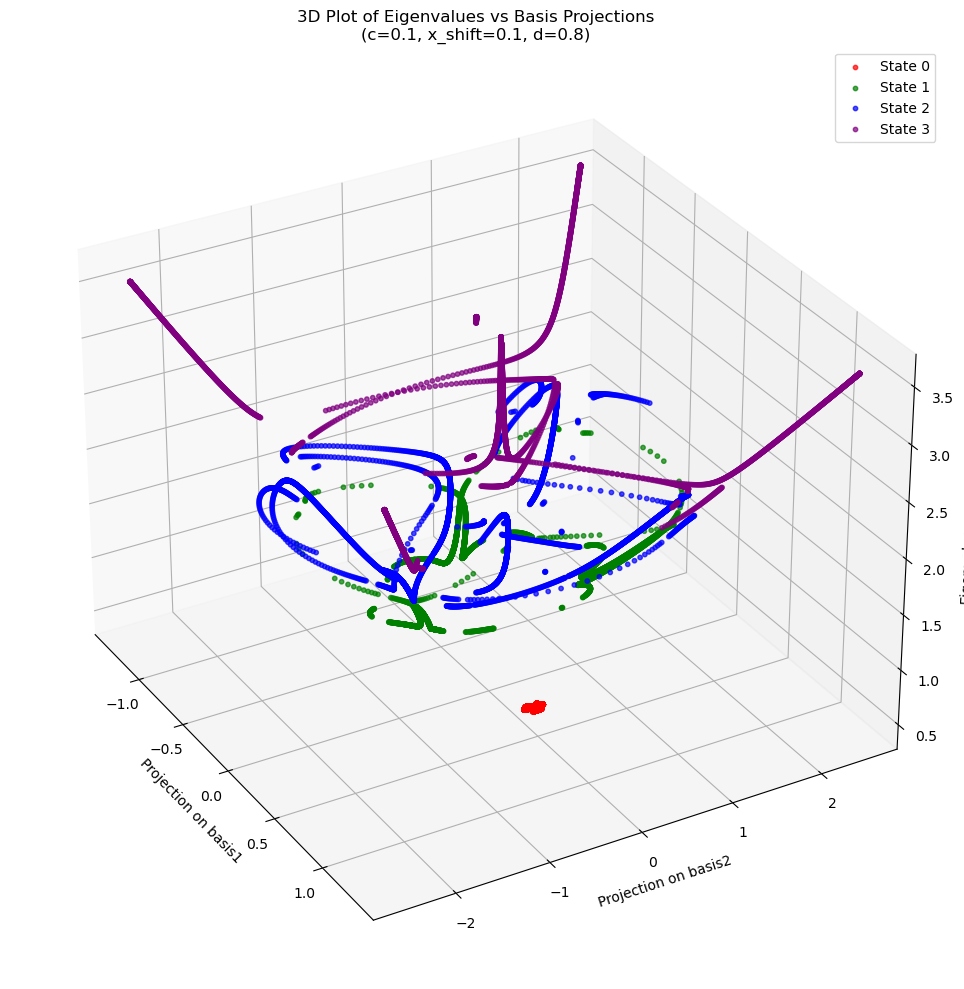 3D Plot of Eigenvalues vs Basis Projections
(c=0.1, x_shift=0.1, d=0.8)
State 0
State 1
State 2
State 3
3.5
3.0
2.5
2.0
1.5
1.0
0.5
−1.0
−0.5
0.0
0.5
1.0
Projection on basis1
−2
−1
0
1
2
Projection on basis2